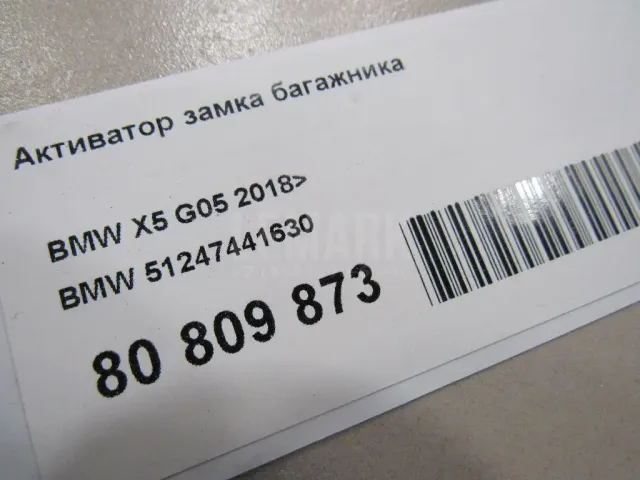 Активатор замка багажника
BMW X5 G05 2018>
BMW 51247441630
80 809 873